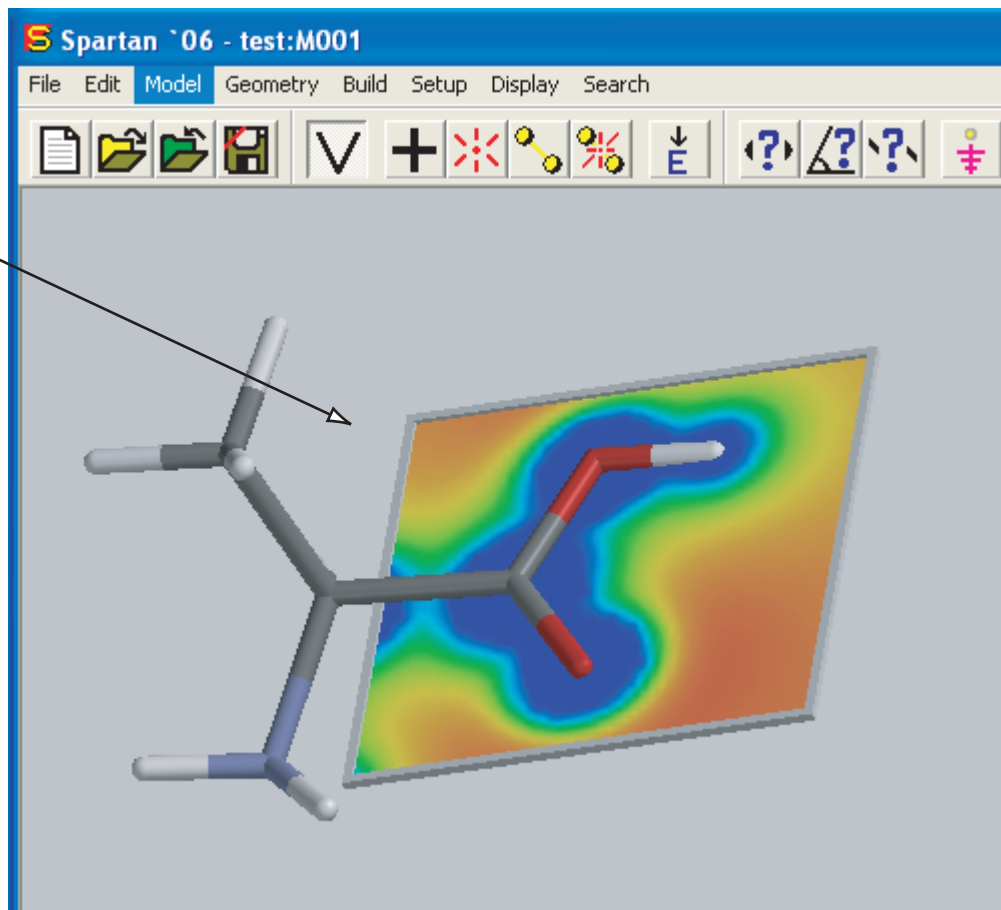 Spartan `06 - test:M001
File Edit Model Geometry Build Setup Display Search
V E ? ? ?